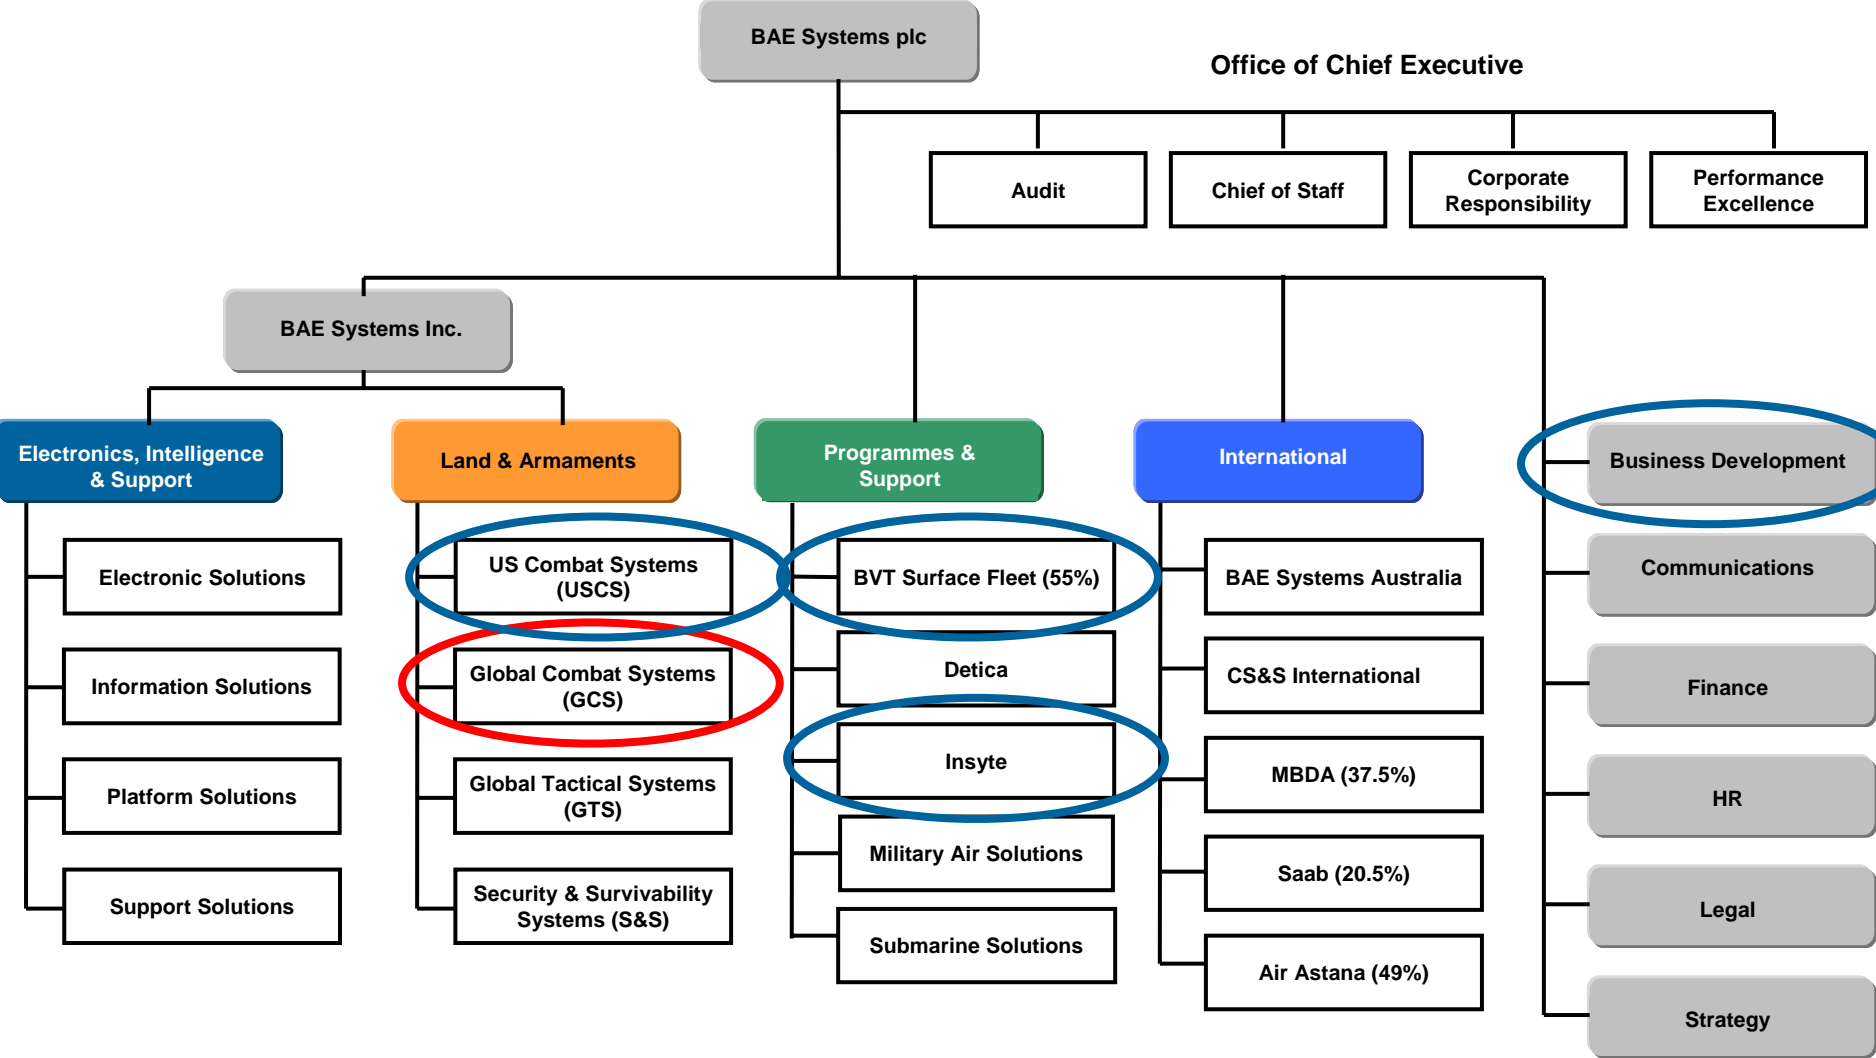 BAE Systems plc
Office of Chief Executive
Audit
Chief of Staff
Corporate
Responsibility
Performance
Excellence
BAE Systems Inc.
Electronics, Intelligence
& Support
Electronic Solutions
Information Solutions
Platform Solutions
Support Solutions
Land & Armaments
US Combat Systems
(USCS)
Global Combat Systems
(GCS)
Global Tactical Systems
(GTS)
Security & Survivability
Systems (S&S)
Programmes &
Support
BVT Surface Fleet (55%)
Detica
Insyte
Military Air Solutions
Submarine Solutions
International
BAE Systems Australia
CS&S International
MBDA (37.5%)
Saab (20.5%)
Air Astana (49%)
Business Development
Communications
Finance
HR
Legal
Strategy